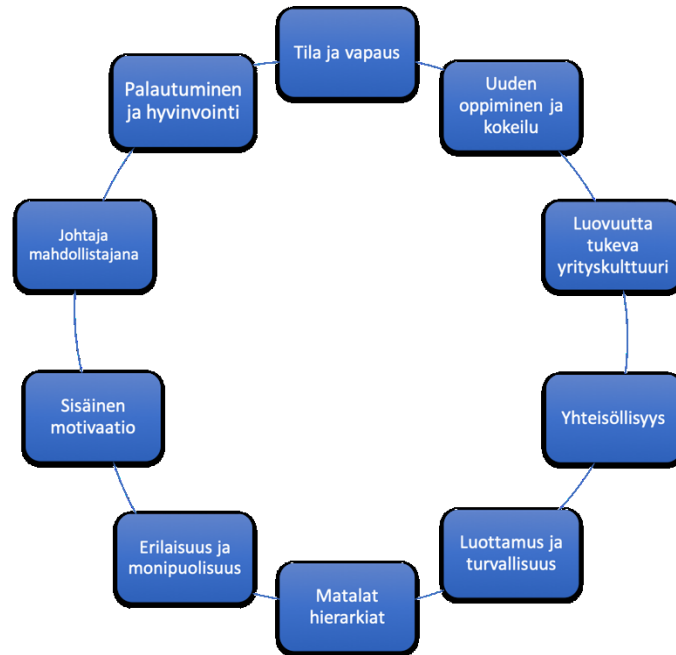 Tila ja vapaus
Uuden
oppiminen ja
kokeilu
Luovuutta
tukeva
yrityskulttuuri
Yhteisöllisyys
Luottamus ja
turvallisuus
Matalat
hierarkiat
Erilaisuus ja
monipuolisuus
Sisäinen
motivaatio
Johtaja
mahdollistajana
Palautuminen
ja hyvinvointi